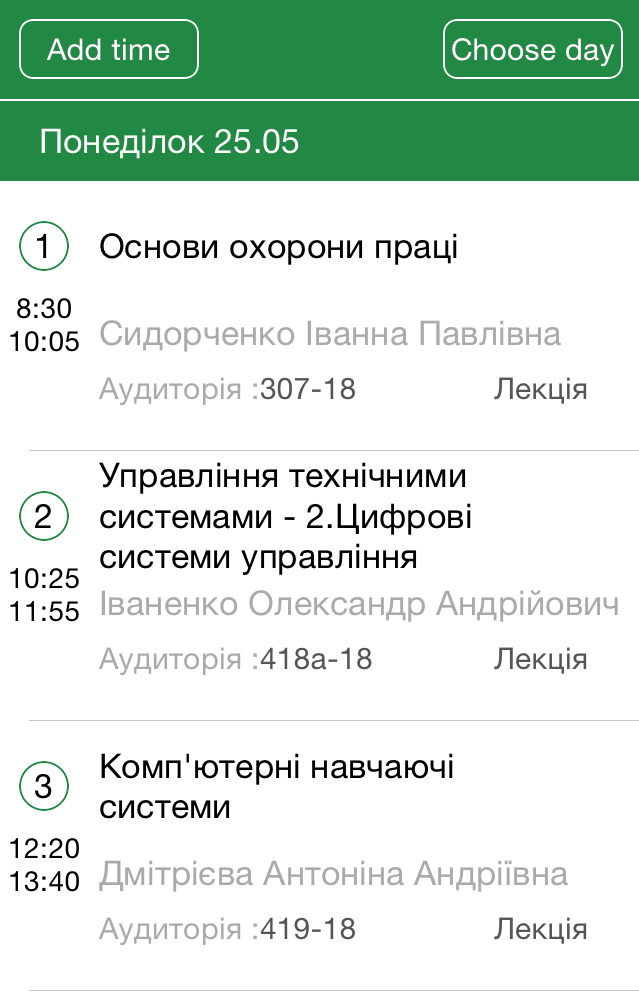 Add time
Choose day
Понеділок 25.05
1
Основи охорони праці
8:30
10:05
Сидорченко Іванна Павлівна
Аудиторія :307-18
Лекція
Управління технічними
2
системами - 2.Цифрові
системи управління
10:25
11:55
Іваненко Олександр Андрійович
Аудиторія :418а-18
Лекція
3
Комп'ютерні навчаючі
системи
12:20
13:40
Дмітрієва Антоніна Андріївна
Аудиторія :419-18
Лекція